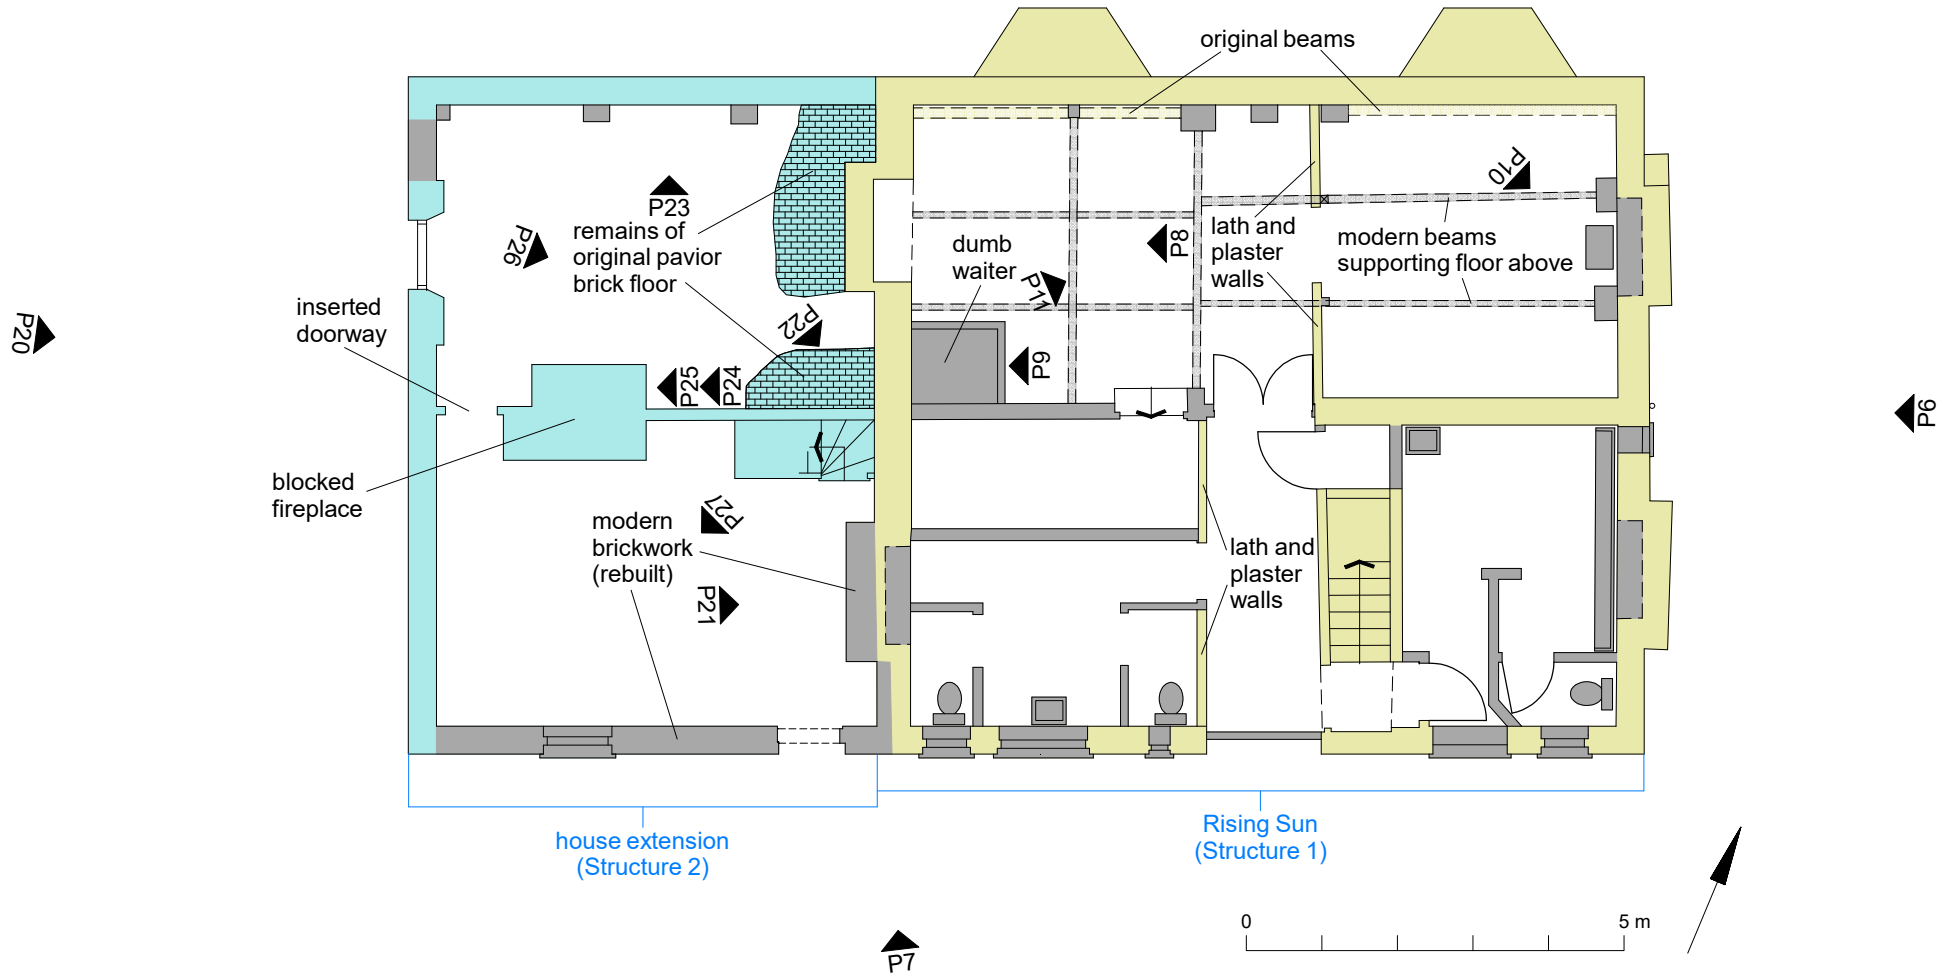 original beams
P10
P23
P26
remains of
original pavior
brick floor
dumb
waiter
P8
P11
lath and
plaster
walls
modern beams
supporting floor above
inserted
doorway
P20
P22
P25
P24
P9
P6
blocked
fireplace
P27
modern
brickwork
(rebuilt)
P21
lath and
plaster
walls
house extension
(Structure 2)
Rising Sun
(Structure 1)
0
5 m
P7